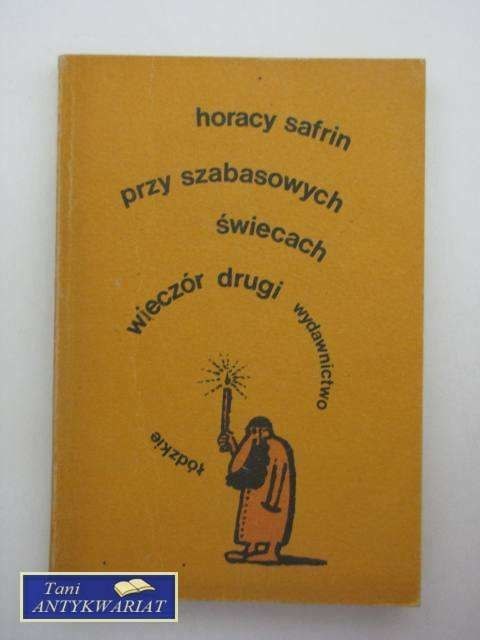 horacy safrin
przy szabasowych
świecach
wieczór drugi
wydawnictwo
łódzkie
Tani
ANTYKWARIAT